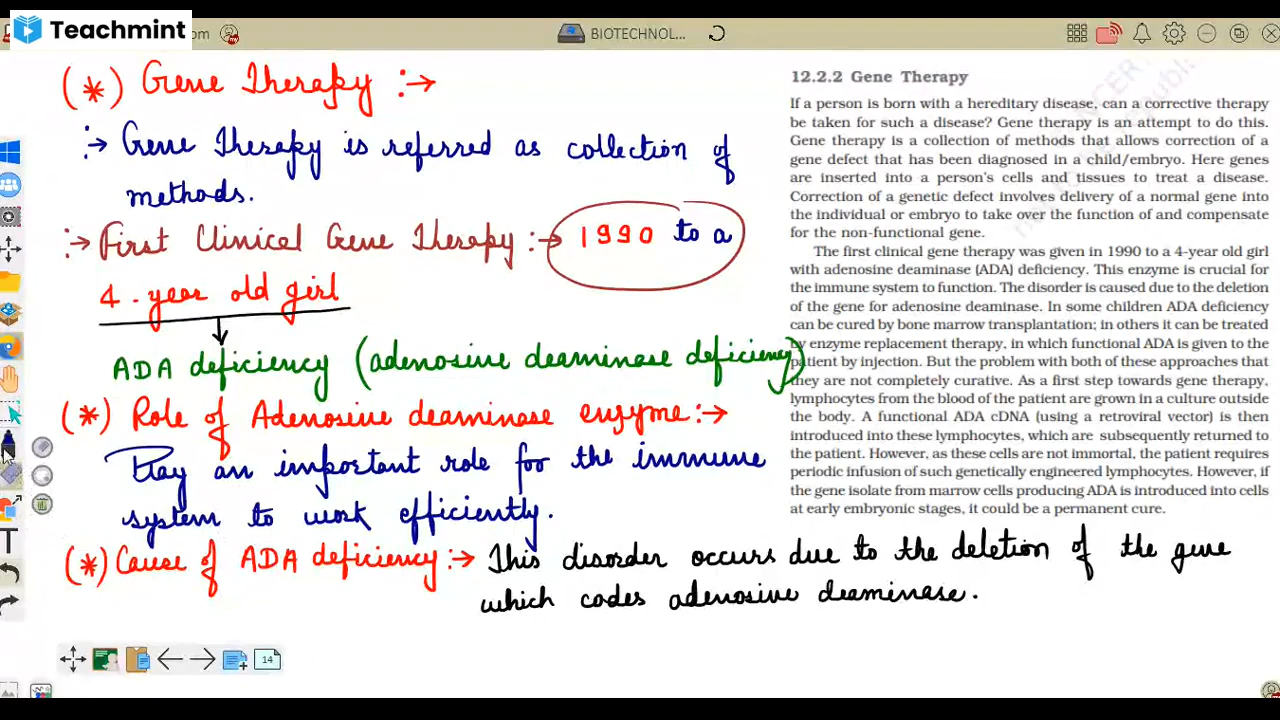 Teachmint
om
BIOTECHNOL...
(*) Gene Therapy :→
:→ Gene Therapy is referred as collection of
methods.
:→ First Clinical Gene Therapy :→ 1990 to a
4-year old girl
ADA deficiency (adenosine deaminase deficiency)
(*) Role of Adenosine deaminase enzyme :→
Play an important role for the immune
system to work efficiently.
(*) Cause of ADA deficiency :→ This disorder occurs due to the deletion of the gene
which codes adenosine deaminase.
12.2.2 Gene Therapy
If a person is born with a hereditary disease, can a corrective therapy
be taken for such a disease? Gene therapy is an attempt to do this.
Gene therapy is a collection of methods that allows correction of a
gene defect that has been diagnosed in a child/embryo. Here genes
are inserted into a person's cells and tissues to treat a disease.
Correction of a genetic defect involves delivery of a normal gene into
the individual or embryo to take over the function of and compensate
for the non-functional gene.
The first clinical gene therapy was given in 1990 to a 4-year old girl
with adenosine deaminase (ADA) deficiency. This enzyme is crucial for
the immune system to function. The disorder is caused due to the deletion
of the gene for adenosine deaminase. In some children ADA deficiency
can be cured by bone marrow transplantation; in others it can be treated
by enzyme replacement therapy, in which functional ADA is given to the
patient by injection. But the problem with both of these approaches that
they are not completely curative. As a first step towards gene therapy,
lymphocytes from the blood of the patient are grown in a culture outside
the body. A functional ADA cDNA (using a retroviral vector) is then
introduced into these lymphocytes, which are subsequently returned to
the patient. However, as these cells are not immortal, the patient requires
periodic infusion of such genetically engineered lymphocytes. However, if
the gene isolate from marrow cells producing ADA is introduced into cells
at early embryonic stages, it could be a permanent cure.
14